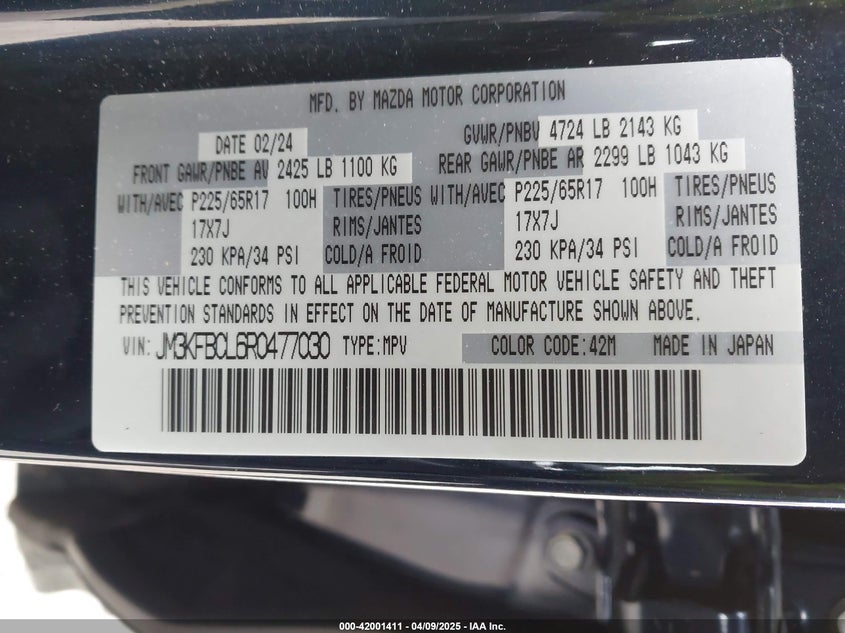 MFD. BY MAZDA MOTOR CORPORATION
DATE 02/24 GVWR/PNBV 4724 LB 2143 KG
FRONT GAWR/PNBE AV 2425 LB 1100 KG REAR GAWR/PNBE AR 2299 LB 1043 KG
WITH/AVEC P225/65R17 100H TIRES/PNEUS WITH/AVEC P225/65R17 100H TIRES/PNEUS
17X7J RIMS/JANTES 17X7J RIMS/JANTES
230 KPA/34 PSI COLD/A FROID 230 KPA/34 PSI COLD/A FROID
THIS VEHICLE CONFORMS TO ALL APPLICABLE FEDERAL MOTOR VEHICLE SAFETY AND THEFT
PREVENTION STANDARDS IN EFFECT ON THE DATE OF MANUFACTURE SHOWN ABOVE.
VIN: JM3KFBCL6R0477030 TYPE:MPV COLOR CODE:42M MADE IN JAPAN
000-42001411 - 04/09/2025 - IAA Inc.